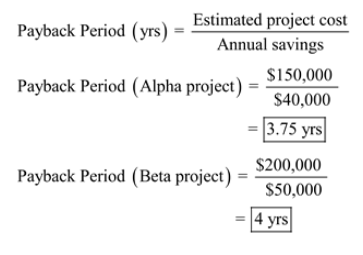 Payback Period (yrs) = Estimated project cost / Annual savings
Payback Period (Alpha project) = $150,000 / $40,000
= 3.75 yrs
Payback Period (Beta project) = $200,000 / $50,000
= 4 yrs